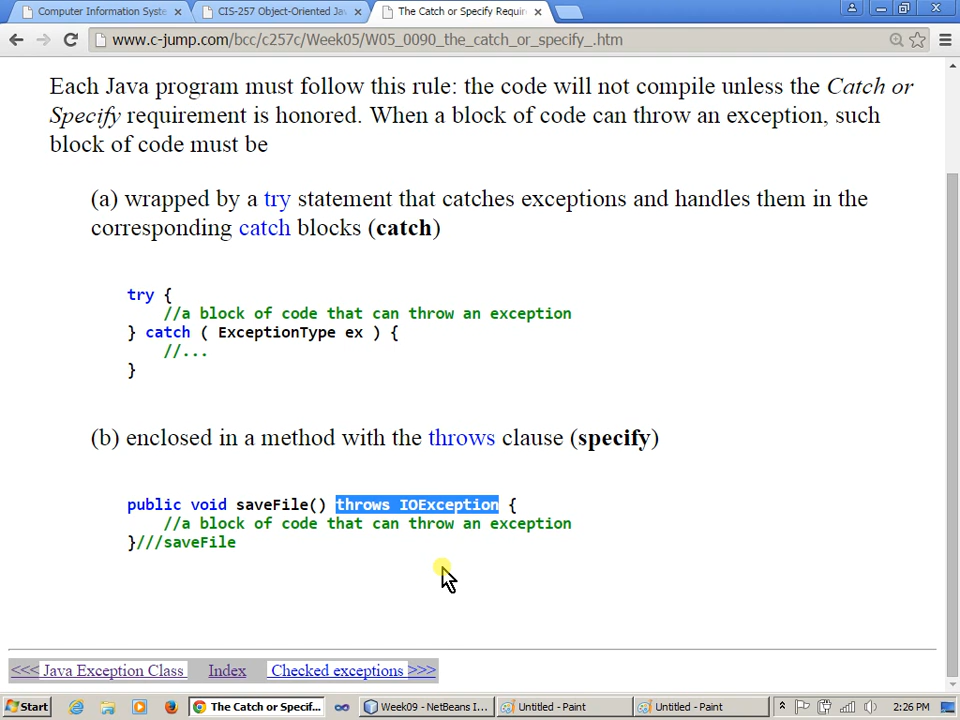 Computer Information Syste
CIS-257 Object-Oriented Jav
The Catch or Specify Requir
www.c-jump.com/bcc/c257c/Week05/W05_0090_the_catch_or_specify_.htm
Each Java program must follow this rule: the code will not compile unless the Catch or
Specify requirement is honored. When a block of code can throw an exception, such
block of code must be
(a) wrapped by a try statement that catches exceptions and handles them in the
corresponding catch blocks (catch)
try {
//a block of code that can throw an exception
} catch ( ExceptionType ex ) {
//...
}
(b) enclosed in a method with the throws clause (specify)
public void saveFile() throws IOException {
//a block of code that can throw an exception
}///saveFile
<<< Java Exception Class Index Checked exceptions >>>
Start The Catch or Specif... Week09 - NetBeans I... Untitled - Paint Untitled - Paint 2:26 PM